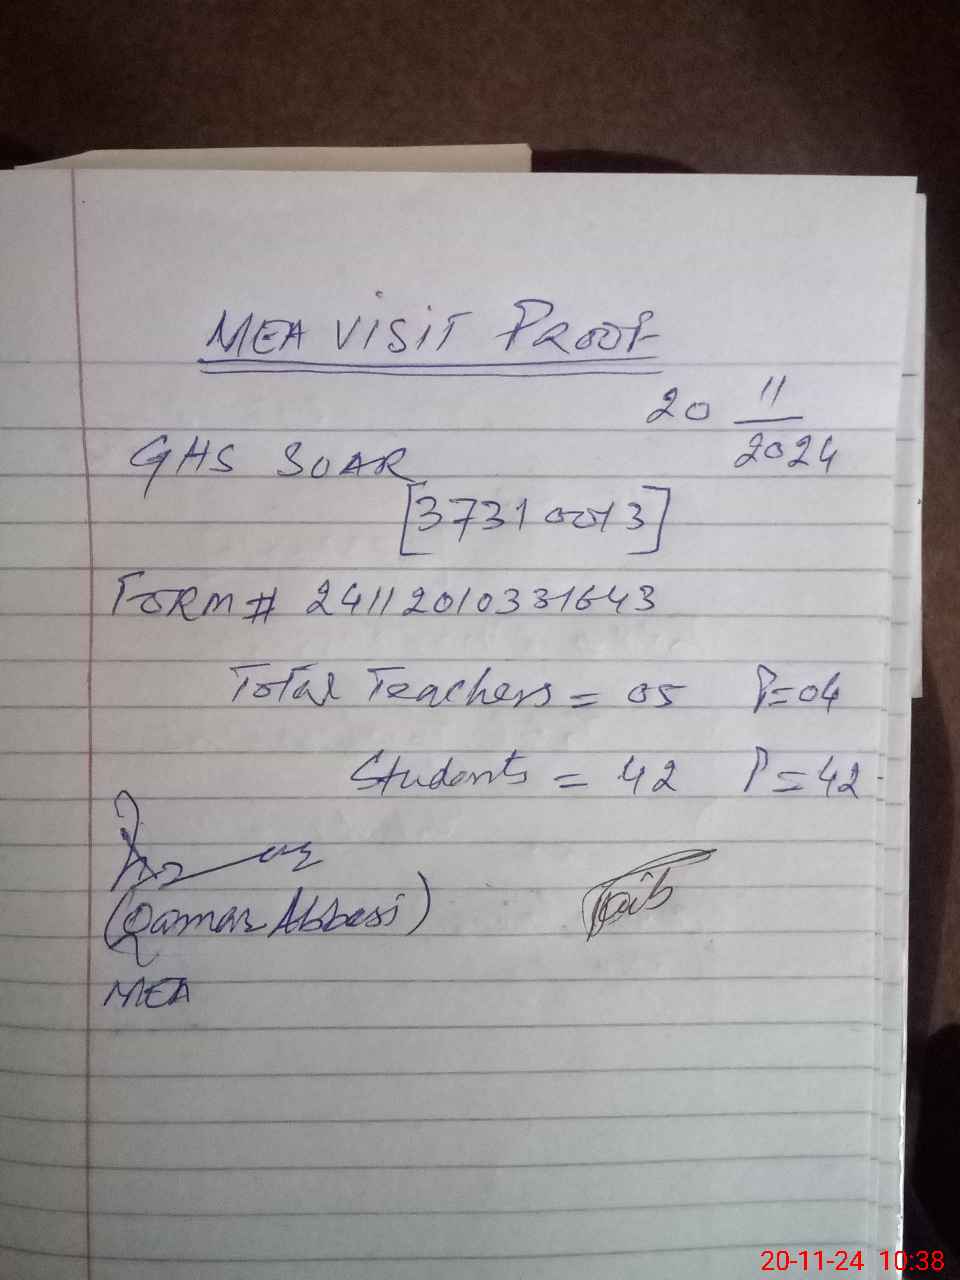 MEA VISIT PROOF
20 11/2024
GHS SOAR
[37310013]
FORM # 24112010331643
Total Teachers = 05 P=04
Students = 42 P=42
(Qamar Abbasi)
MEA
20-11-24 10:38